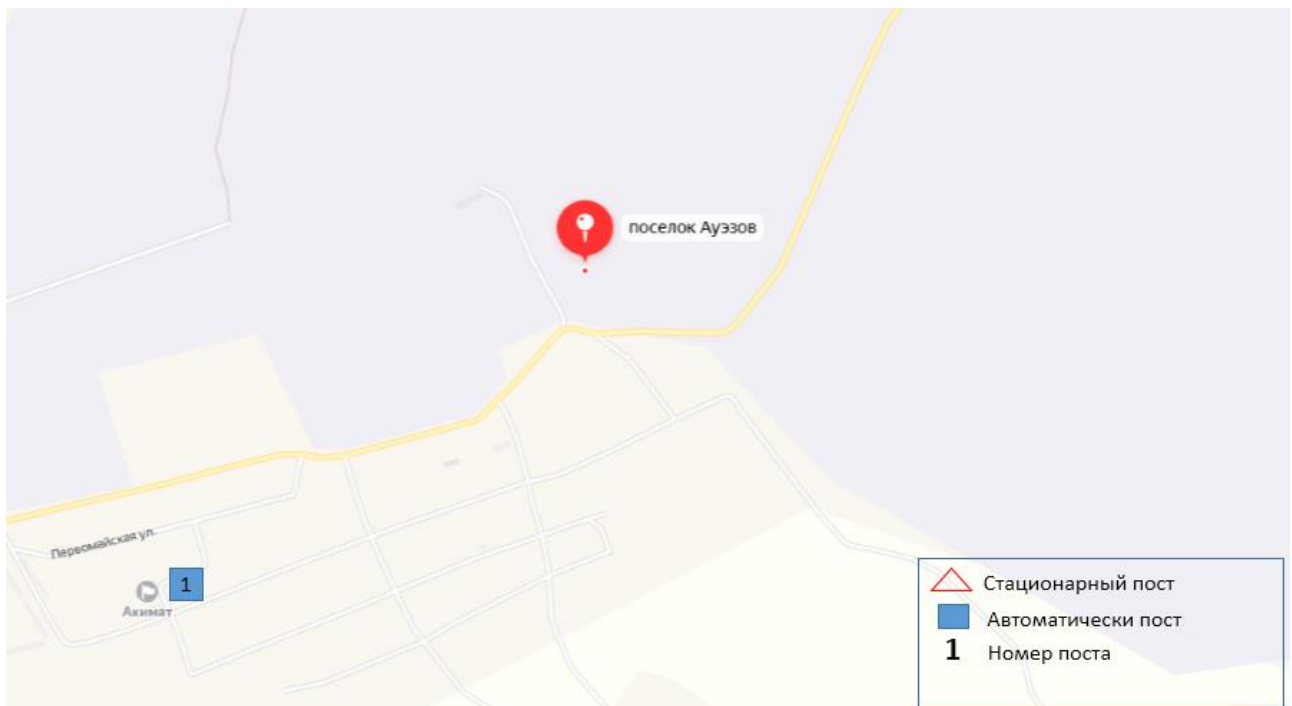 поселок Ауэзов
Первомайская ул.
1
Акимат
Стационарный пост
Автоматически пост
1 Номер поста